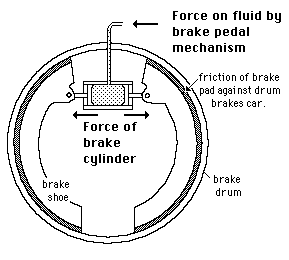 Force on fluid by
brake pedal
mechanism
friction of brake
pad against drum
brakes car.
Force of
brake
cylinder
brake
shoe
brake
drum